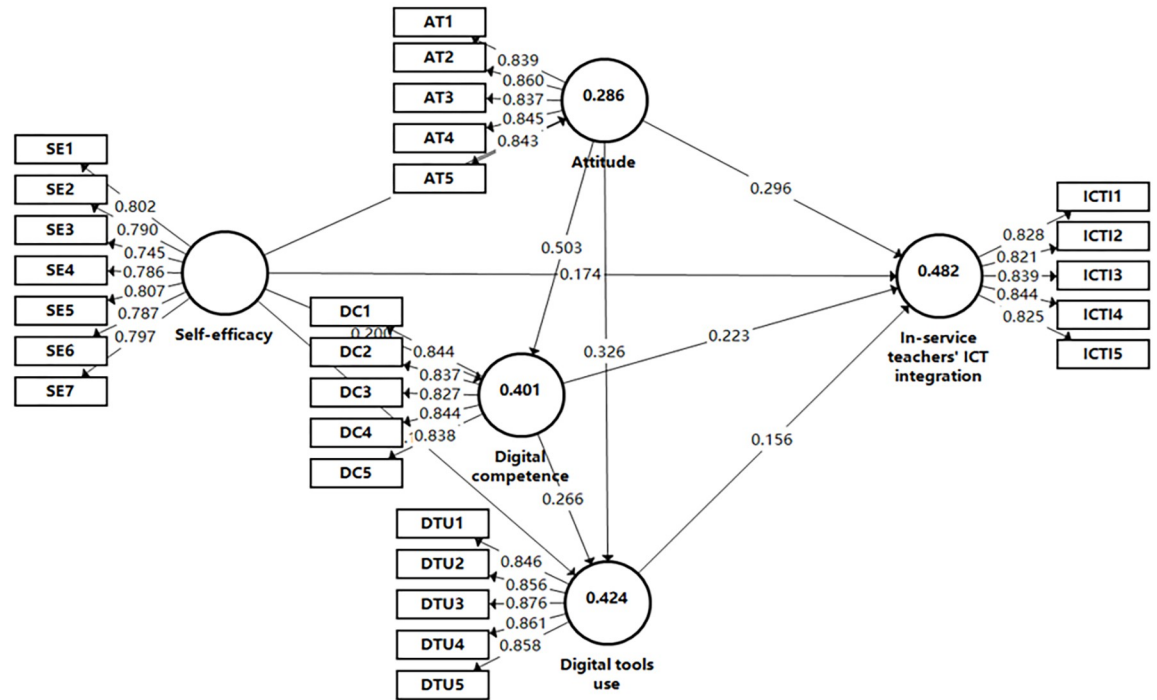 AT1
AT2
AT3
AT4
AT5
0.839
0.860
0.837
0.845
0.843
0.286
Attitude
SE1
SE2
SE3
SE4
SE5
SE6
SE7
0.802
0.790
0.745
0.786
0.807
0.787
0.797
Self-efficacy
0.296
0.503
0.174
0.326
0.223
0.156
0.266
0.200
DC1
DC2
DC3
DC4
DC5
0.844
0.837
0.827
0.844
0.838
0.401
Digital
competence
DTU1
DTU2
DTU3
DTU4
DTU5
0.846
0.856
0.876
0.861
0.858
0.424
Digital tools
use
0.482
In-service
teachers' ICT
integration
0.828
0.821
0.839
0.844
0.825
ICTI1
ICTI2
ICTI3
ICTI4
ICTI5